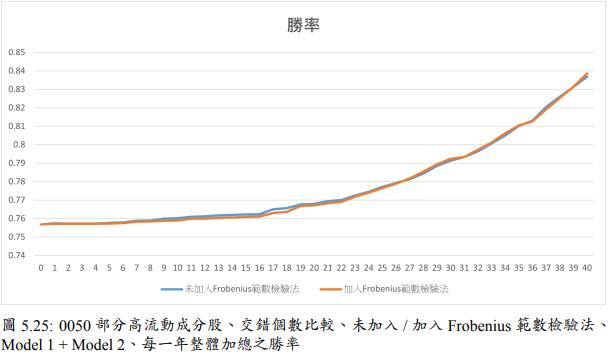 勝率
0.85
0.84
0.83
0.82
0.81
0.8
0.79
0.78
0.77
0.76
0.75
0.74
0 1 2 3 4 5 6 7 8 9 10 11 12 13 14 15 16 17 18 19 20 21 22 23 24 25 26 27 28 29 30 31 32 33 34 35 36 37 38 39 40
未加入Frobenius範數檢驗法 加入Frobenius範數檢驗法
圖 5.25: 0050 部分高流動成分股、交錯個數比較、未加入 / 加入 Frobenius 範數檢驗法、
Model 1 + Model 2、每一年整體加總之勝率